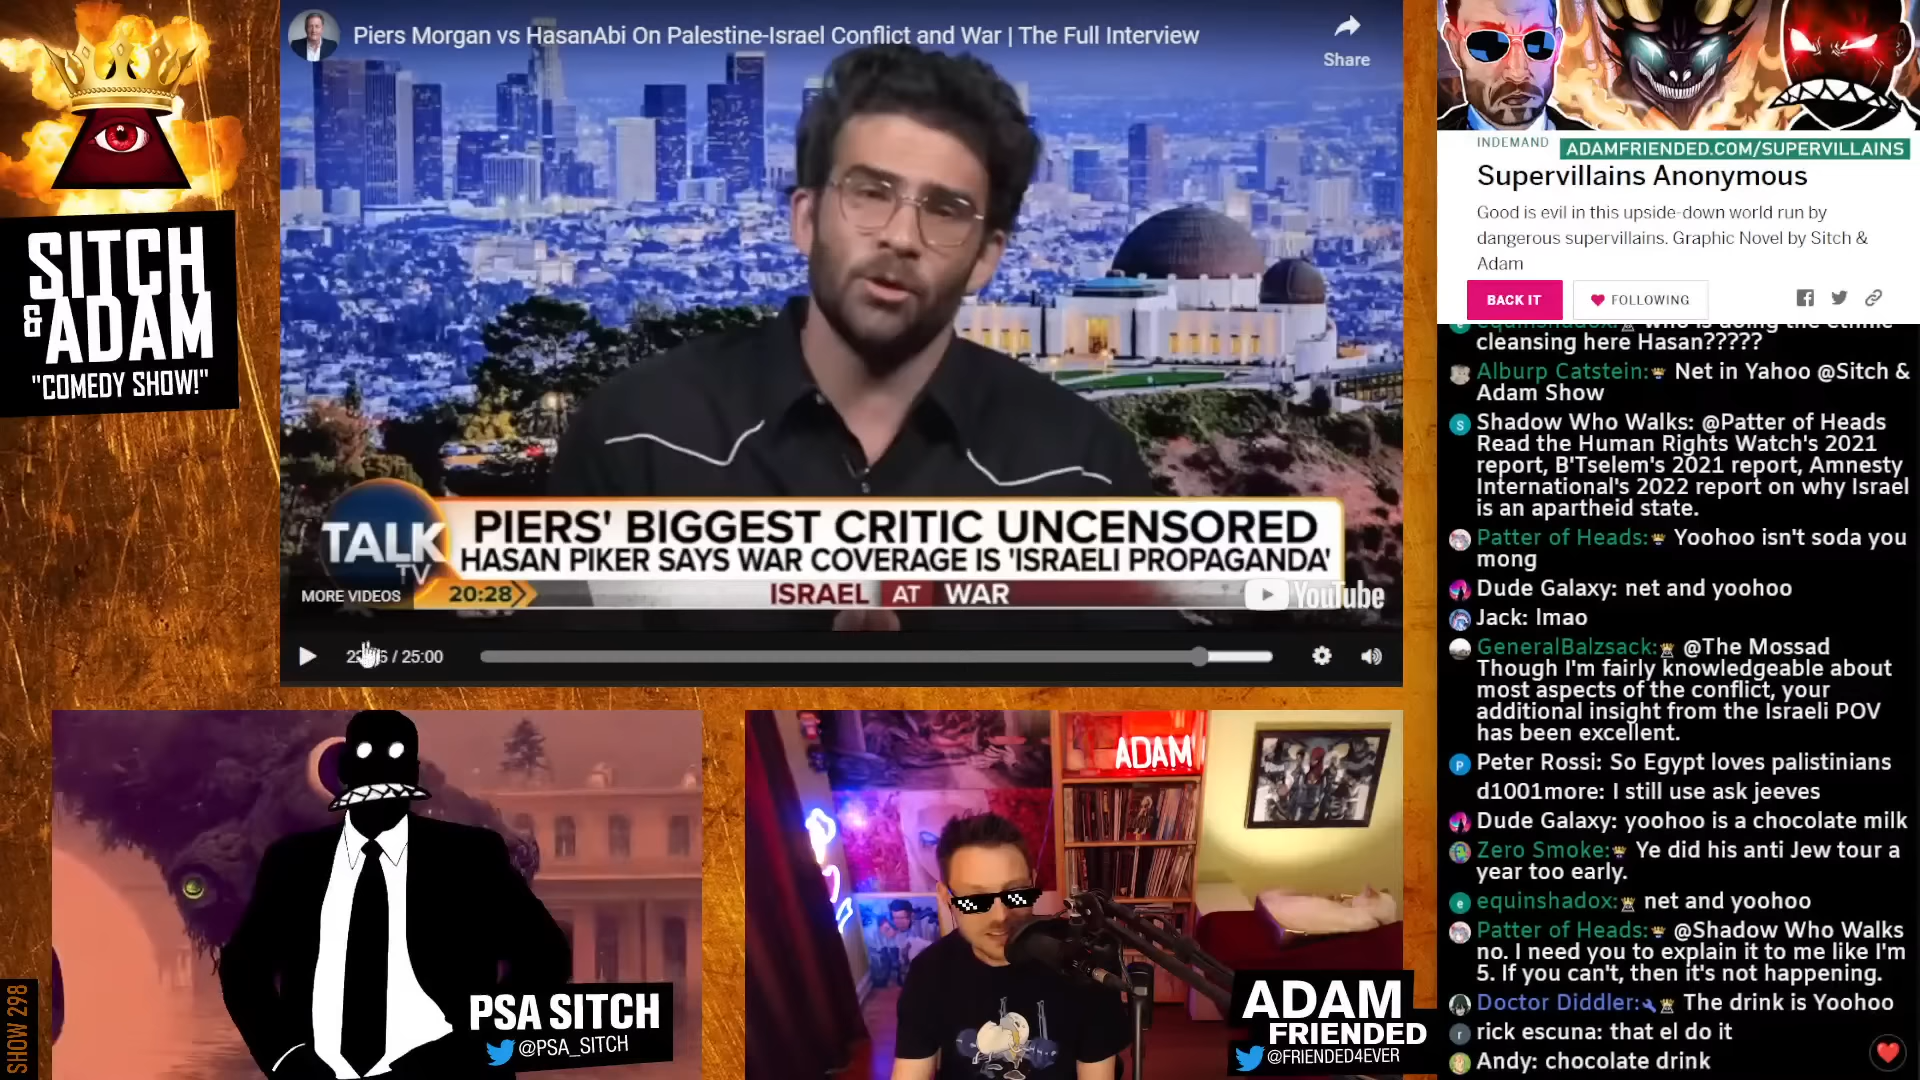 SITCH
& ADAM
"COMEDY SHOW!"
SHOW 298
Piers Morgan vs HasanAbi On Palestine-Israel Conflict and War | The Full Interview
Share
TALK
TV
PIERS' BIGGEST CRITIC UNCENSORED
HASAN PIKER SAYS WAR COVERAGE IS 'ISRAELI PROPAGANDA'
MORE VIDEOS
20:28
ISRAEL AT WAR
YouTube
/ 25:00
PSA SITCH
@PSA_SITCH
ADAM
ADAM
FRIENDED
@FRIENDED4EVER
INDEMAND
ADAMFRIENDED.COM/SUPERVILLAINS
Supervillains Anonymous
Good is evil in this upside-down world run by
dangerous supervillains. Graphic Novel by Sitch &
Adam
BACK IT
FOLLOWING
equinshadox: who is doing the ethnic
cleansing here Hasan?????
Alburp Catstein: Net in Yahoo @Sitch &
Adam Show
Shadow Who Walks: @Patter of Heads
Read the Human Rights Watch's 2021
report, B'Tselem's 2021 report, Amnesty
International's 2022 report on why Israel
is an apartheid state.
Patter of Heads: Yoohoo isn't soda you
mong
Dude Galaxy: net and yoohoo
Jack: lmao
GeneralBalzsack: @The Mossad
Though I'm fairly knowledgeable about
most aspects of the conflict, your
additional insight from the Israeli POV
has been excellent.
Peter Rossi: So Egypt loves palistinians
d1001more: I still use ask jeeves
Dude Galaxy: yoohoo is a chocolate milk
Zero Smoke: Ye did his anti Jew tour a
year too early.
equinshadox: net and yoohoo
Patter of Heads: @Shadow Who Walks
no. I need you to explain it to me like I'm
5. If you can't, then it's not happening.
Doctor Diddler: The drink is Yoohoo
rick escuna: that el do it
Andy: chocolate drink